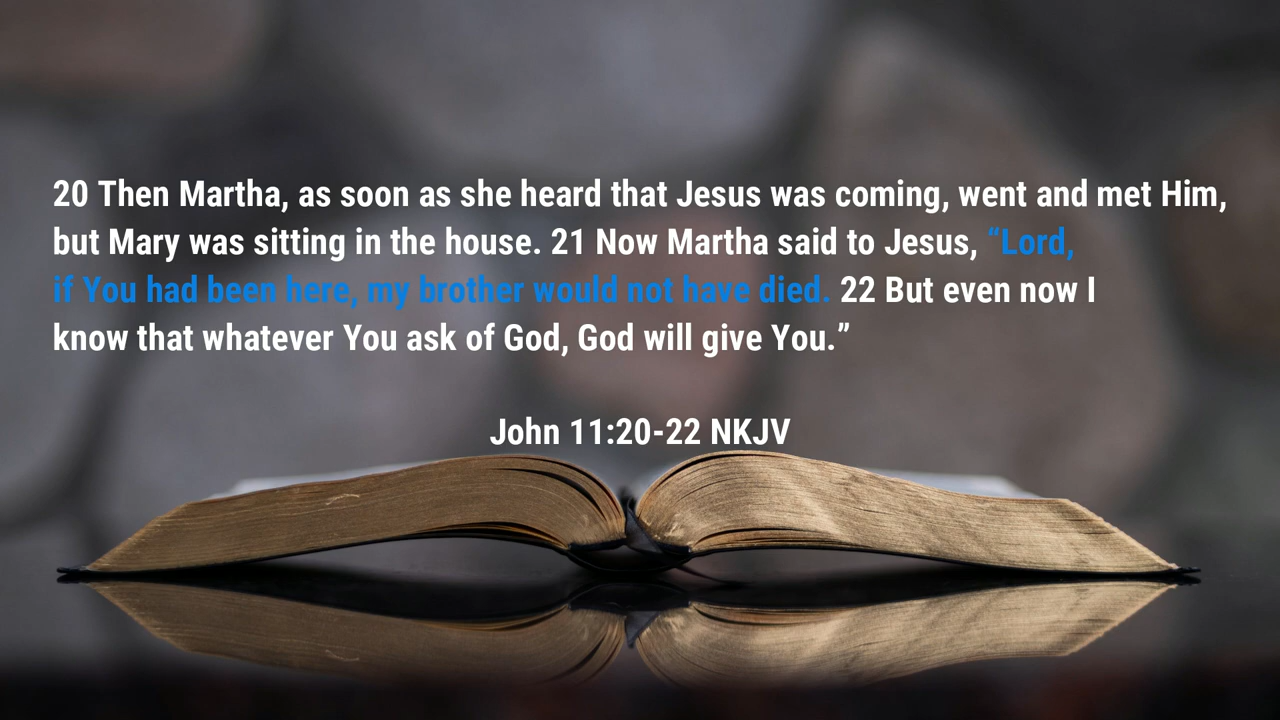 20 Then Martha, as soon as she heard that Jesus was coming, went and met Him,
but Mary was sitting in the house. 21 Now Martha said to Jesus, “Lord,
if You had been here, my brother would not have died. 22 But even now I
know that whatever You ask of God, God will give You.”
John 11:20-22 NKJV